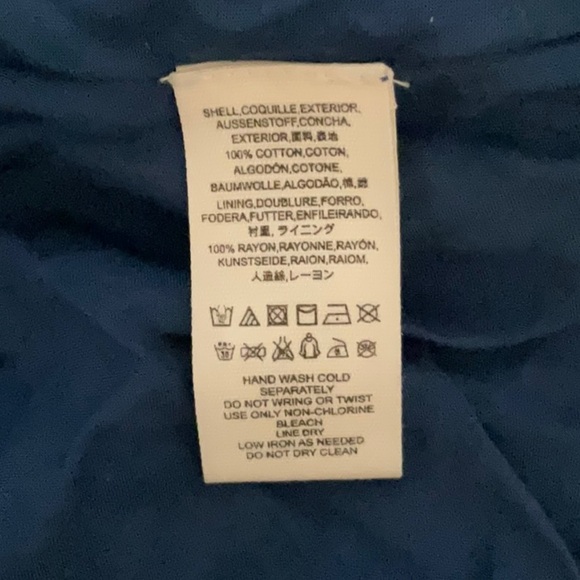 SHELL,COQUILLE,EXTERIOR,
AUSSENSTOFF,CONCHA,
EXTERIOR,面料,表地
100% COTTON,COTON,
ALGODÓN,COTONE,
BAUMWOLLE,ALGODÃO,棉,綿
LINING,DOUBLURE,FORRO,
FODERA,FUTTER,ENFILEIRANDO,
衬里, ライニング
100% RAYON,RAYONNE,RAYÓN,
KUNSTSEIDE,RAION,RAIOM,
人造絲,レーヨン
HAND WASH COLD
SEPARATELY
DO NOT WRING OR TWIST
USE ONLY NON-CHLORINE
BLEACH
LINE DRY
LOW IRON AS NEEDED
DO NOT DRY CLEAN